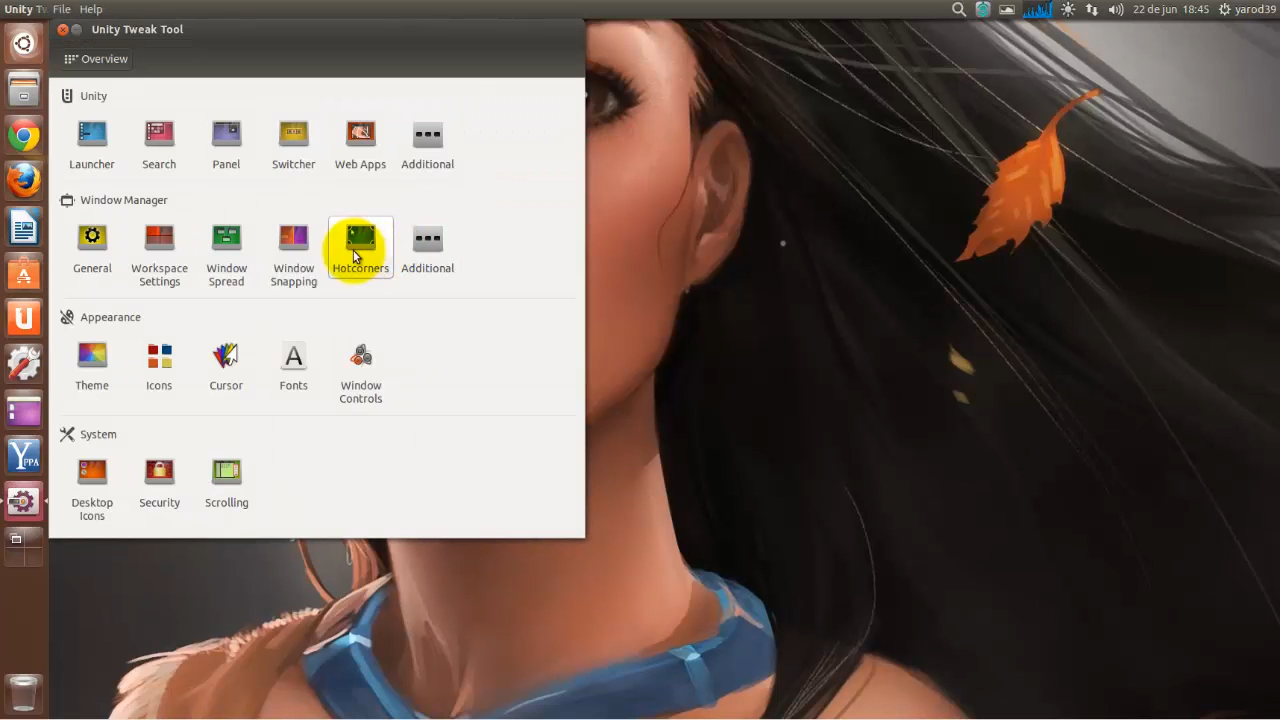 Unity Tw File Help
22 de jun 18:45 yarod39
Unity Tweak Tool
Overview
Unity
Launcher Search Panel Switcher Web Apps Additional
Window Manager
General Workspace Settings Window Spread Window Snapping Hotcorners Additional
Appearance
A
Theme Icons Cursor Fonts Window Controls
System
Desktop Icons Security Scrolling
YPPA